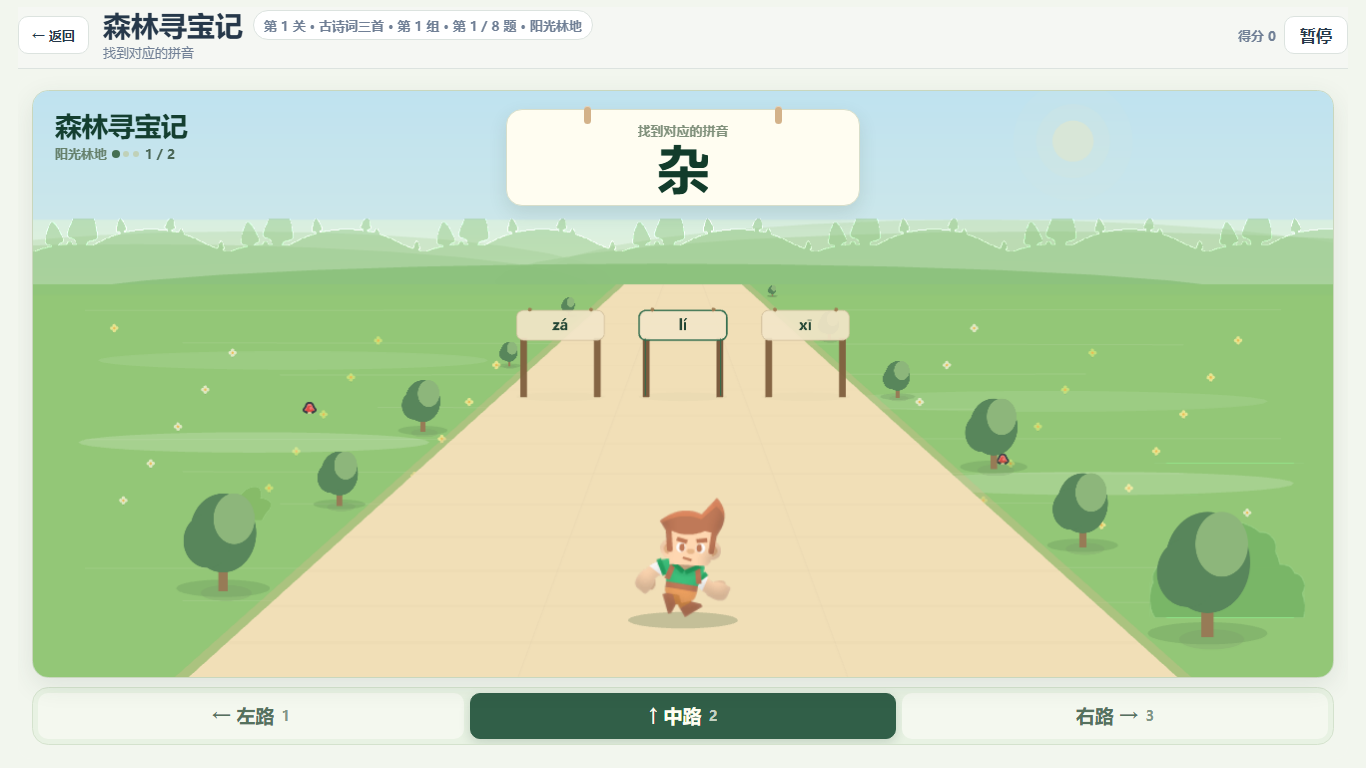 ← 返回
森林寻宝记
第 1 关 • 古诗词三首 • 第 1 组 • 第 1 / 8 题 • 阳光林地
找到对应的拼音
得分 0
暂停
森林寻宝记
阳光林地 1 / 2
找到对应的拼音
杂
zá
lí
xī
← 左路 1
↑ 中路 2
右路 → 3